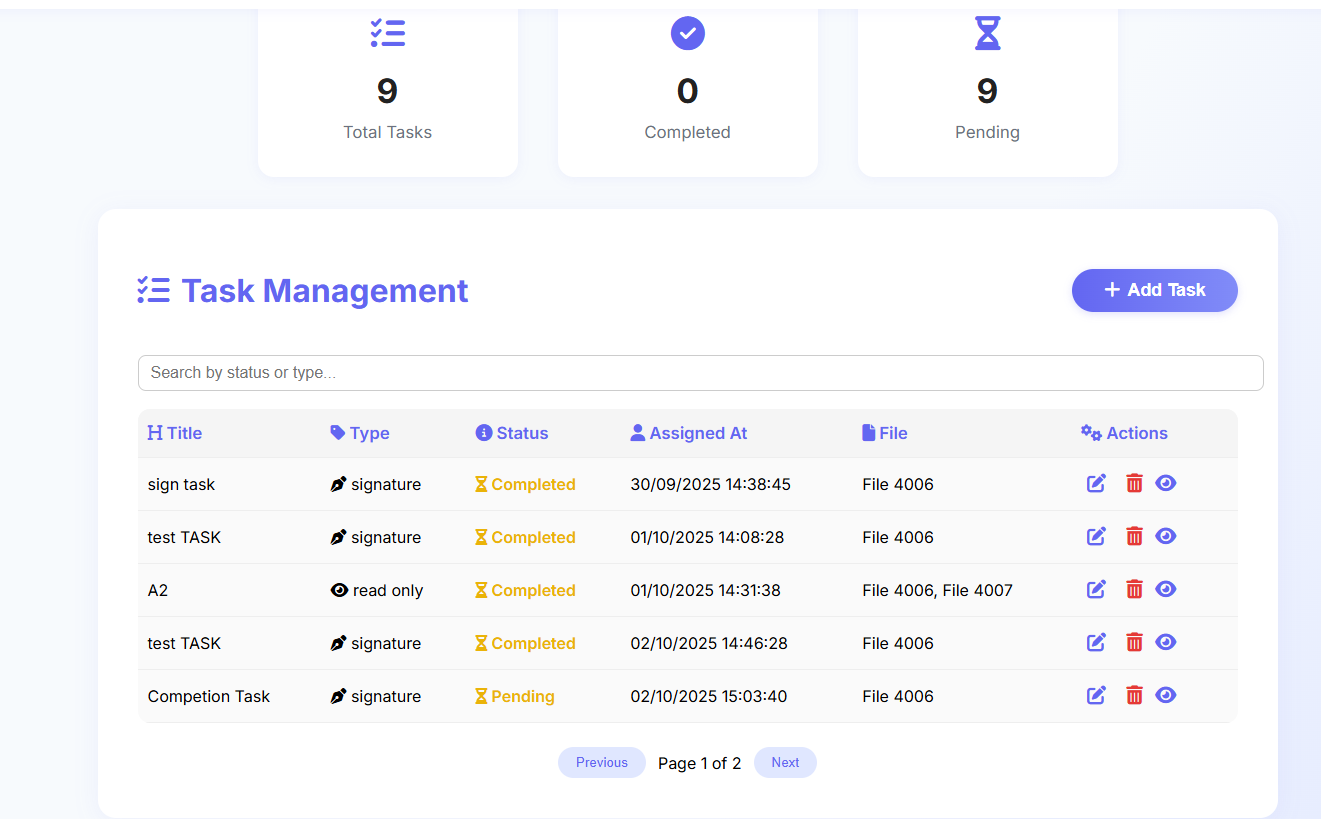 9
Total Tasks
0
Completed
9
Pending
Task Management
+ Add Task
Search by status or type...
Title Type Status Assigned At File Actions
sign task signature Completed 30/09/2025 14:38:45 File 4006
test TASK signature Completed 01/10/2025 14:08:28 File 4006
A2 read only Completed 01/10/2025 14:31:38 File 4006, File 4007
test TASK signature Completed 02/10/2025 14:46:28 File 4006
Competion Task signature Pending 02/10/2025 15:03:40 File 4006
Previous Page 1 of 2 Next